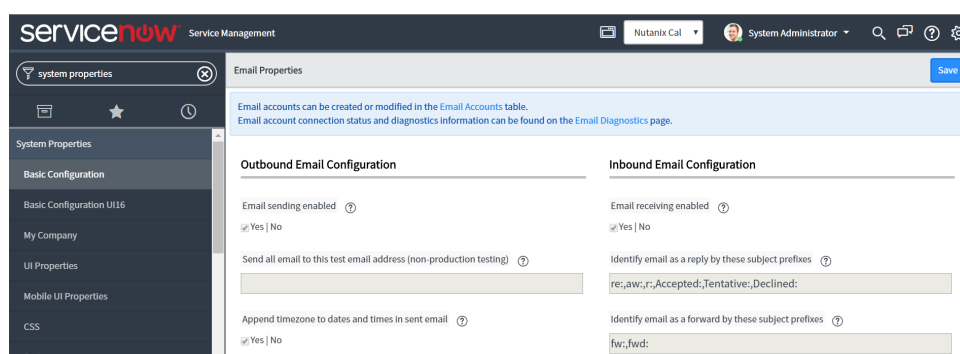 servicenow Service Management
Nutanix Cal
System Administrator
system properties
Email Properties
Save
Email accounts can be created or modified in the Email Accounts table.
Email account connection status and diagnostics information can be found on the Email Diagnostics page.
System Properties
Basic Configuration
Basic Configuration UI16
My Company
UI Properties
Mobile UI Properties
CSS
Outbound Email Configuration
Email sending enabled ?
Yes | No
Send all email to this test email address (non-production testing) ?
Append timezone to dates and times in sent email ?
Yes | No
Inbound Email Configuration
Email receiving enabled ?
Yes | No
Identify email as a reply by these subject prefixes ?
re:,aw:,r:,Accepted:,Tentative:,Declined:
Identify email as a forward by these subject prefixes ?
fw:,fwd: